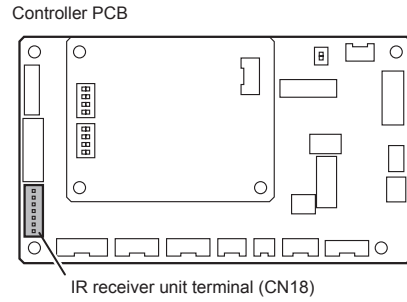 Controller PCB
IR receiver unit terminal (CN18)